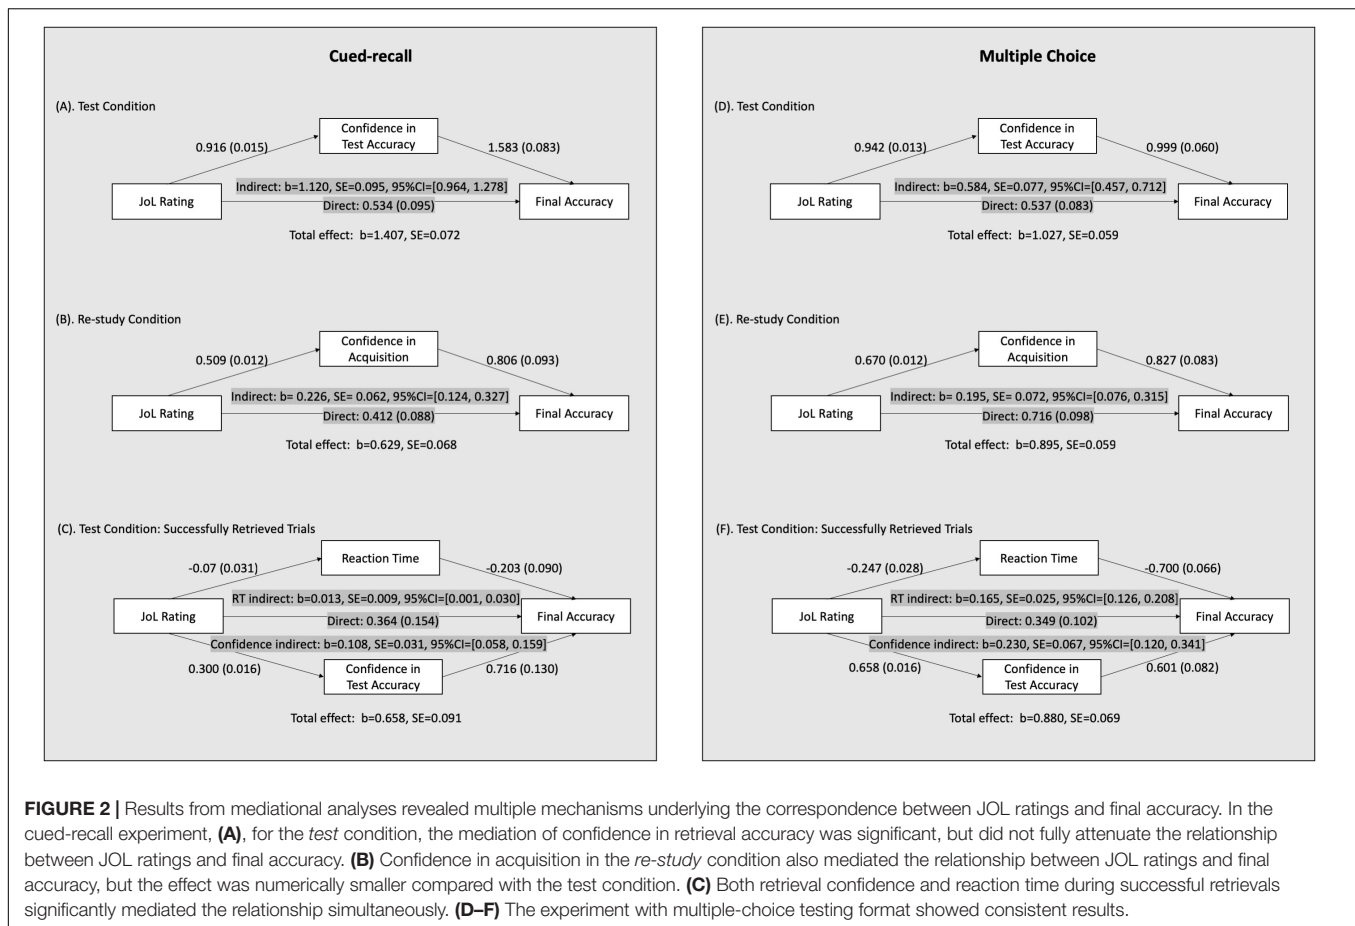 Cued-recall
(A). Test Condition
Confidence in
Test Accuracy
0.916 (0.015)
1.583 (0.083)
Indirect: b=1.120, SE=0.095, 95%CI=[0.964, 1.278]
JoL Rating
Direct: 0.534 (0.095)
Final Accuracy
Total effect: b=1.407, SE=0.072
(B). Re-study Condition
Confidence in
Acquisition
0.509 (0.012)
0.806 (0.093)
Indirect: b= 0.226, SE= 0.062, 95%CI=[0.124, 0.327]
JoL Rating
Direct: 0.412 (0.088)
Final Accuracy
Total effect: b=0.629, SE=0.068
(C). Test Condition: Successfully Retrieved Trials
Reaction Time
-0.07 (0.031)
-0.203 (0.090)
RT indirect: b=0.013, SE=0.009, 95%CI=[0.001, 0.030]
JoL Rating
Direct: 0.364 (0.154)
Final Accuracy
Confidence indirect: b=0.108, SE=0.031, 95%CI=[0.058, 0.159]
0.300 (0.016)
Confidence in
Test Accuracy
0.716 (0.130)
Total effect: b=0.658, SE=0.091
Multiple Choice
(D). Test Condition
Confidence in
Test Accuracy
0.942 (0.013)
0.999 (0.060)
Indirect: b=0.584, SE=0.077, 95%CI=[0.457, 0.712]
JoL Rating
Direct: 0.537 (0.083)
Final Accuracy
Total effect: b=1.027, SE=0.059
(E). Re-study Condition
Confidence in
Acquisition
0.670 (0.012)
0.827 (0.083)
Indirect: b= 0.195, SE= 0.072, 95%CI=[0.076, 0.315]
JoL Rating
Direct: 0.716 (0.098)
Final Accuracy
Total effect: b=0.895, SE=0.059
(F). Test Condition: Successfully Retrieved Trials
Reaction Time
-0.247 (0.028)
-0.700 (0.066)
RT indirect: b=0.165, SE=0.025, 95%CI=[0.126, 0.208]
JoL Rating
Direct: 0.349 (0.102)
Final Accuracy
Confidence indirect: b=0.230, SE=0.067, 95%CI=[0.120, 0.341]
0.658 (0.016)
Confidence in
Test Accuracy
0.601 (0.082)
Total effect: b=0.880, SE=0.069
FIGURE 2 | Results from mediational analyses revealed multiple mechanisms underlying the correspondence between JOL ratings and final accuracy. In the
cued-recall experiment, (A), for the test condition, the mediation of confidence in retrieval accuracy was significant, but did not fully attenuate the relationship
between JOL ratings and final accuracy. (B) Confidence in acquisition in the re-study condition also mediated the relationship between JOL ratings and final
accuracy, but the effect was numerically smaller compared with the test condition. (C) Both retrieval confidence and reaction time during successful retrievals
significantly mediated the relationship simultaneously. (D–F) The experiment with multiple-choice testing format showed consistent results.